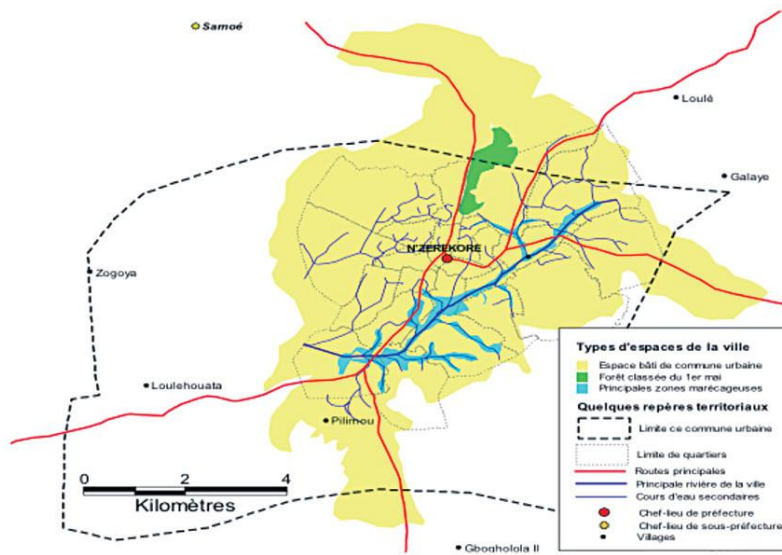 Samoé
Loulé
Galaye
N'ZEREKORE
Zogoya
Loulehouata
Pilimou
0 2 4
Kilomètres
Gbogholola II
Types d'espaces de la ville
Espace bâti de commune urbaine
Forêt classée du 1er mai
Principales zones marécageuses
Quelques repères territoriaux
Limite ce commune urbaine
Limite de quartiers
Routes principales
Principale rivière de la ville
Cours d'eau secondaires
Chef-lieu de préfecture
Chef-lieu de sous-préfecture
Villages